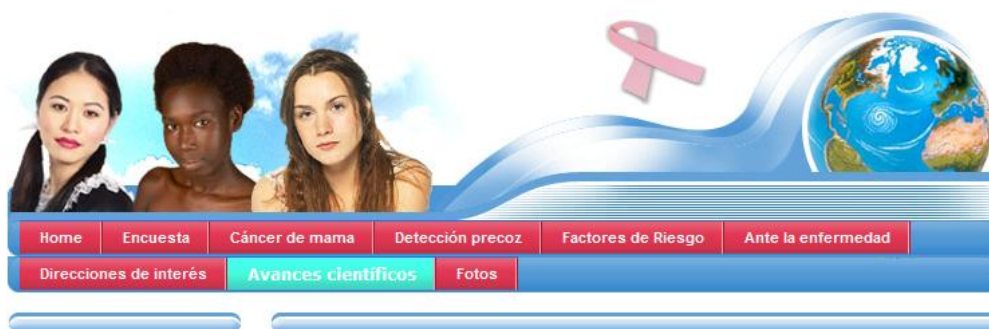 Home Encuesta Cáncer de mama Detección precoz Factores de Riesgo Ante la enfermedad
Direcciones de interés Avances científicos Fotos